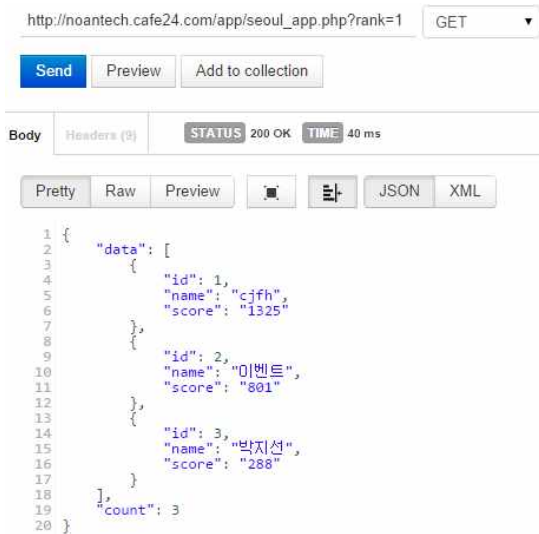 http://noantech.cafe24.com/app/seoul_app.php?rank=1 GET
Send Preview Add to collection
Body Headers (9) STATUS 200 OK TIME 40 ms
Pretty Raw Preview JSON XML
1 {
2 "data": [
3 {
4 "id": 1,
5 "name": "cjfh",
6 "score": "1325"
7 },
8 {
9 "id": 2,
10 "name": "이벤트",
11 "score": "801"
12 },
13 {
14 "id": 3,
15 "name": "박지선",
16 "score": "288"
17 }
18 ],
19 "count": 3
20 }